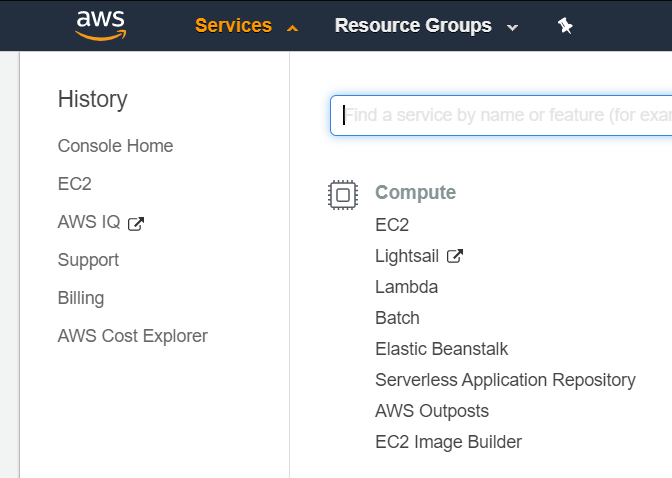 aws
Services
Resource Groups
History
Console Home
EC2
AWS IQ
Support
Billing
AWS Cost Explorer
Find a service by name or feature (for
Compute
EC2
Lightsail
Lambda
Batch
Elastic Beanstalk
Serverless Application Repository
AWS Outposts
EC2 Image Builder